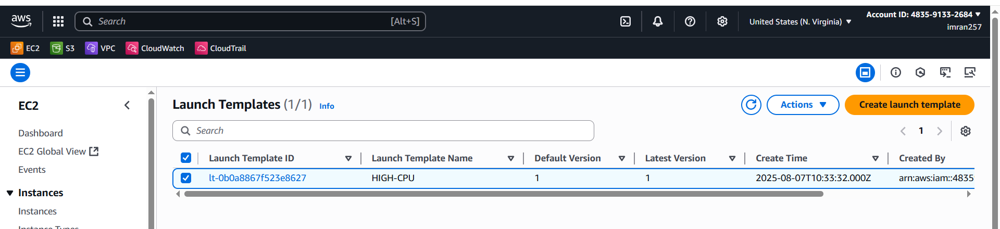 aws
Search [Alt+S]
United States (N. Virginia)
Account ID: 4835-9133-2684
imran257
EC2 S3 VPC CloudWatch CloudTrail
EC2
Dashboard
EC2 Global View
Events
Instances
Instances
Instance Types
Launch Templates (1/1) Info
Actions
Create launch template
Search
1
Launch Template ID Launch Template Name Default Version Latest Version Create Time Created By
lt-0b0a8867f523e8627 HIGH-CPU 1 1 2025-08-07T10:33:32.000Z arn:aws:iam::4835